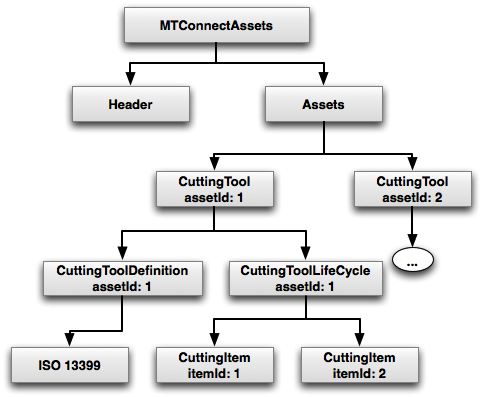 MTConnectAssets
Header
Assets
CuttingTool
assetId: 1
CuttingTool
assetId: 2
...
CuttingToolDefinition
assetId: 1
CuttingToolLifeCycle
assetId: 1
ISO 13399
CuttingItem
itemId: 1
CuttingItem
itemId: 2